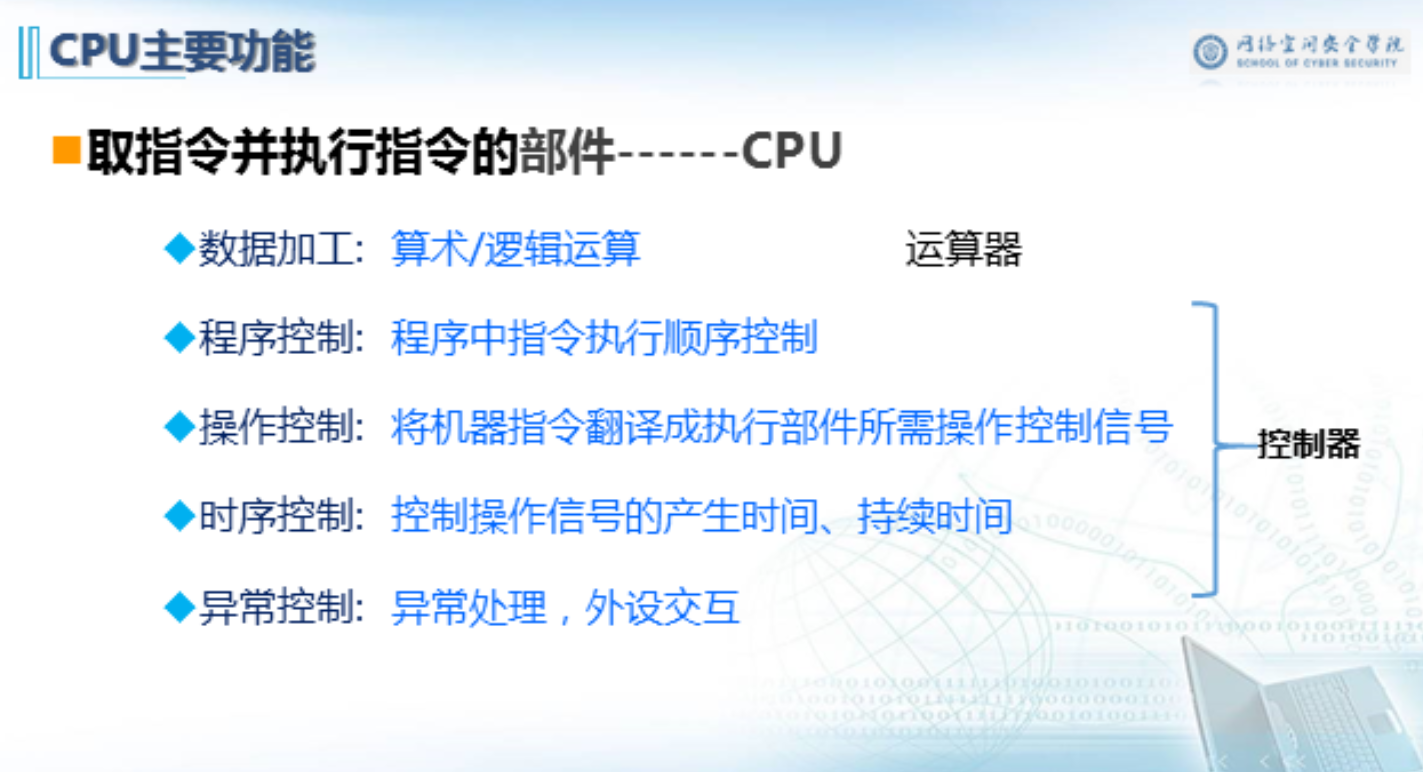 CPU主要功能
网络空间安全学院
SCHOOL OF CYBER SECURITY
取指令并执行指令的部件------CPU
数据加工: 算术/逻辑运算
运算器
程序控制: 程序中指令执行顺序控制
操作控制: 将机器指令翻译成执行部件所需操作控制信号
控制器
时序控制: 控制操作信号的产生时间、持续时间
异常控制: 异常处理，外设交互